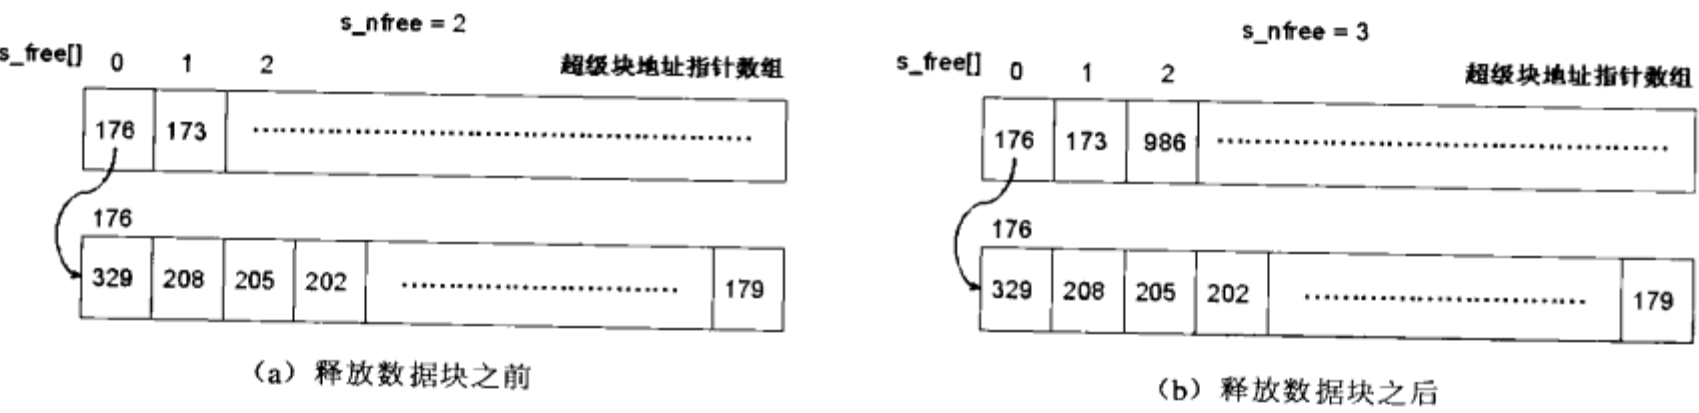 s_nfree = 2
s_free[] 0 1 2 超级块地址指针数组
176 173
176
329 208 205 202 179
(a) 释放数据块之前
s_nfree = 3
s_free[] 0 1 2 超级块地址指针数组
176 173 986
176
329 208 205 202 179
(b) 释放数据块之后